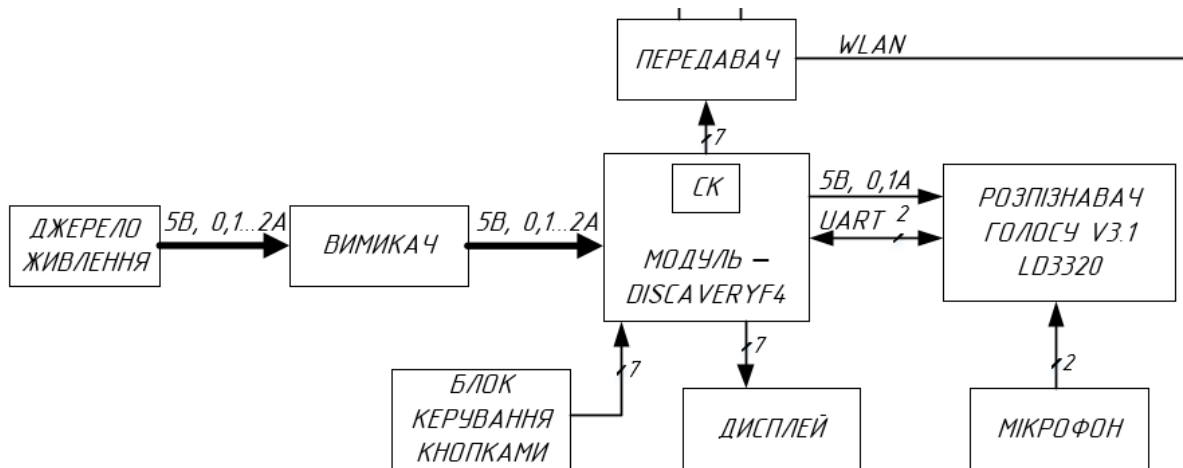 ПЕРЕДАВАЧ
WLAN
7
СК
МОДУЛЬ –
DISCAVERYF4
5В, 0,1А
UART 2
РОЗПІЗНАВАЧ
ГОЛОСУ V3.1
LD3320
ДЖЕРЕЛО
ЖИВЛЕННЯ
5В, 0,1...2А
ВИМИКАЧ
5В, 0,1...2А
7
7
2
БЛОК
КЕРУВАННЯ
КНОПКАМИ
ДИСПЛЕЙ
МІКРОФОН